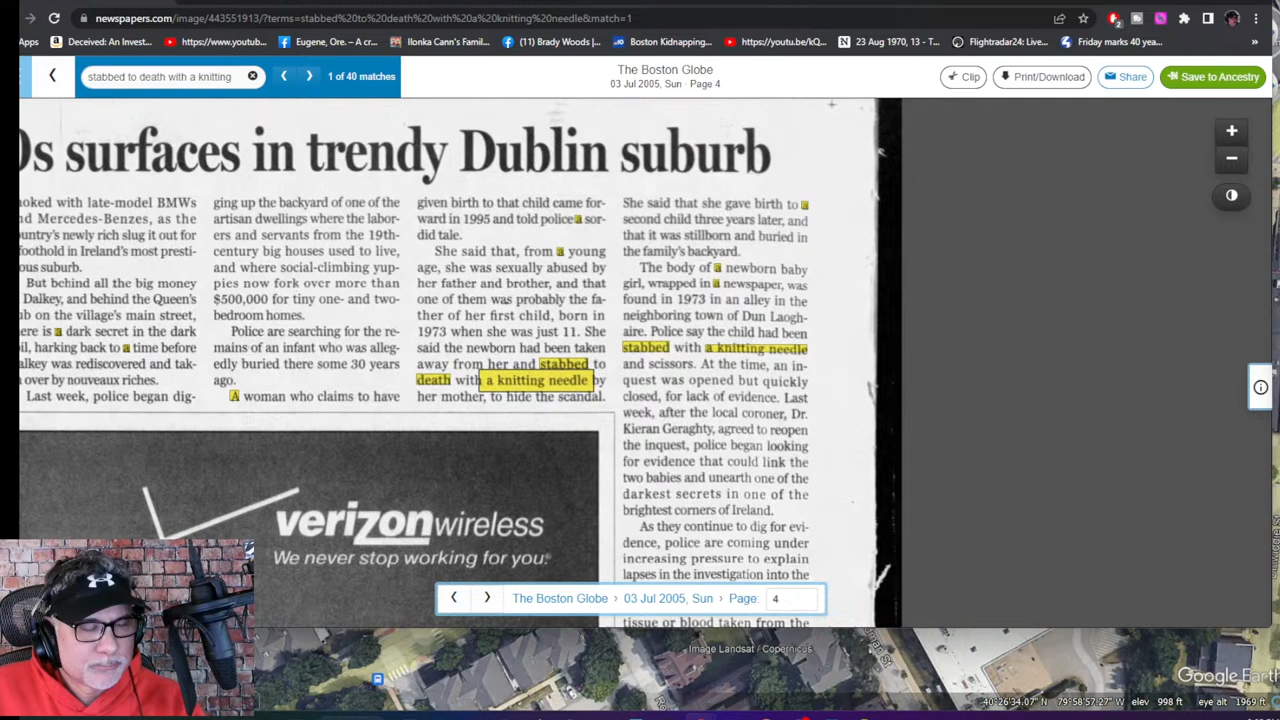 newspapers.com/image/443551913/?terms=stabbed%20to%20death%20with%20a%20knitting%20needle&match=1
2
Apps
Deceived: An Invest...
https://www.youtub...
Eugene, Ore. – A cr...
Ilonka Cann's Famil...
(11) Brady Woods |...
Boston Kidnapping...
https://youtu.be/kQ...
23 Aug 1970, 13 - T...
Flightradar24: Live...
Friday marks 40 yea...
»
stabbed to death with a knitting
1 of 40 matches
The Boston Globe
03 Jul 2005, Sun · Page 4
Clip
Print/Download
Share
Save to Ancestry
Os surfaces in trendy Dublin suburb
ooked with late-model BMWs
nd Mercedes-Benzes, as the
ountry's newly rich slug it out for
foothold in Ireland's most presti-
ous suburb.
But behind all the big money
Dalkey, and behind the Queen's
ub on the village's main street,
ere is a dark secret in the dark
il, harking back to a time before
alkey was rediscovered and tak-
over by nouveaux riches.
Last week, police began dig-
ging up the backyard of one of the
artisan dwellings where the labor-
ers and servants from the 19th-
century big houses used to live,
and where social-climbing yup-
pies now fork over more than
$500,000 for tiny one- and two-
bedroom homes.
Police are searching for the re-
mains of an infant who was alleg-
edly buried there some 30 years
ago.
A woman who claims to have
given birth to that child came for-
ward in 1995 and told police a sor-
did tale.
She said that, from a young
age, she was sexually abused by
her father and brother, and that
one of them was probably the fa-
ther of her first child, born in
1973 when she was just 11. She
said the newborn had been taken
away from her and stabbed to
death with a knitting needle by
her mother, to hide the scandal.
She said that she gave birth to a
second child three years later, and
that it was stillborn and buried in
the family's backyard.
The body of a newborn baby
girl, wrapped in a newspaper, was
found in 1973 in an alley in the
neighboring town of Dun Laogh-
aire. Police say the child had been
stabbed with a knitting needle
and scissors. At the time, an in-
quest was opened but quickly
closed, for lack of evidence. Last
week, after the local coroner, Dr.
Kieran Geraghty, agreed to reopen
the inquest, police began looking
for evidence that could link the
two babies and unearth one of the
darkest secrets in one of the
brightest corners of Ireland.
As they continue to dig for evi-
dence, police are coming under
increasing pressure to explain
lapses in the investigation into the
tissue or blood taken from the
verizon wireless
We never stop working for you.®
The Boston Globe › 03 Jul 2005, Sun › Page: 4
Image Landsat / Copernicus
Google Earth
40°26'34.07" N 79°58'57.27" W elev 998 ft eye alt 1969 ft